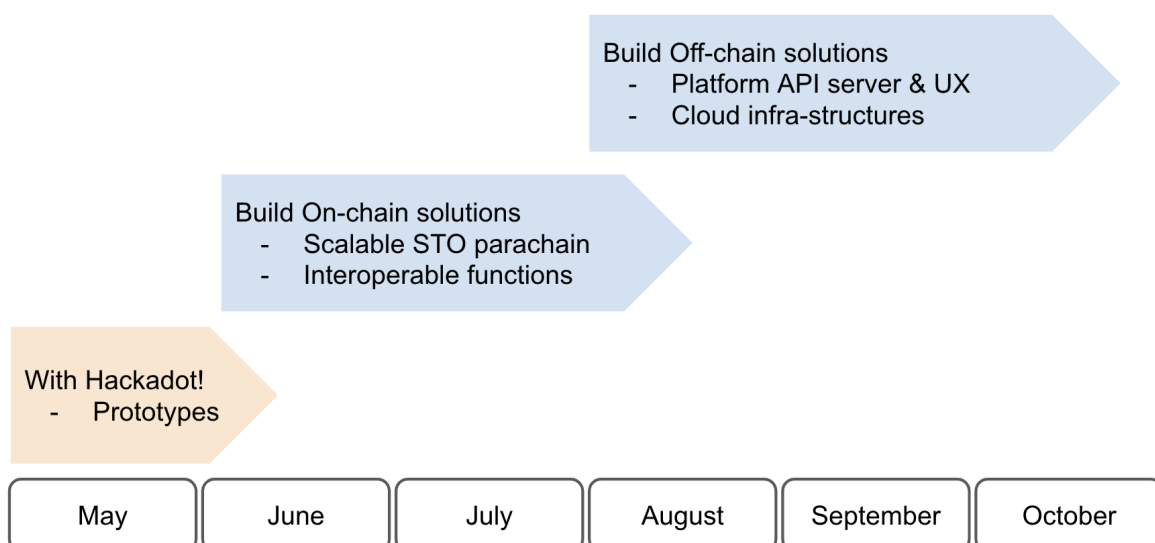 Build Off-chain solutions
- Platform API server & UX
- Cloud infra-structures
Build On-chain solutions
- Scalable STO parachain
- Interoperable functions
With Hackadot!
- Prototypes
May
June
July
August
September
October